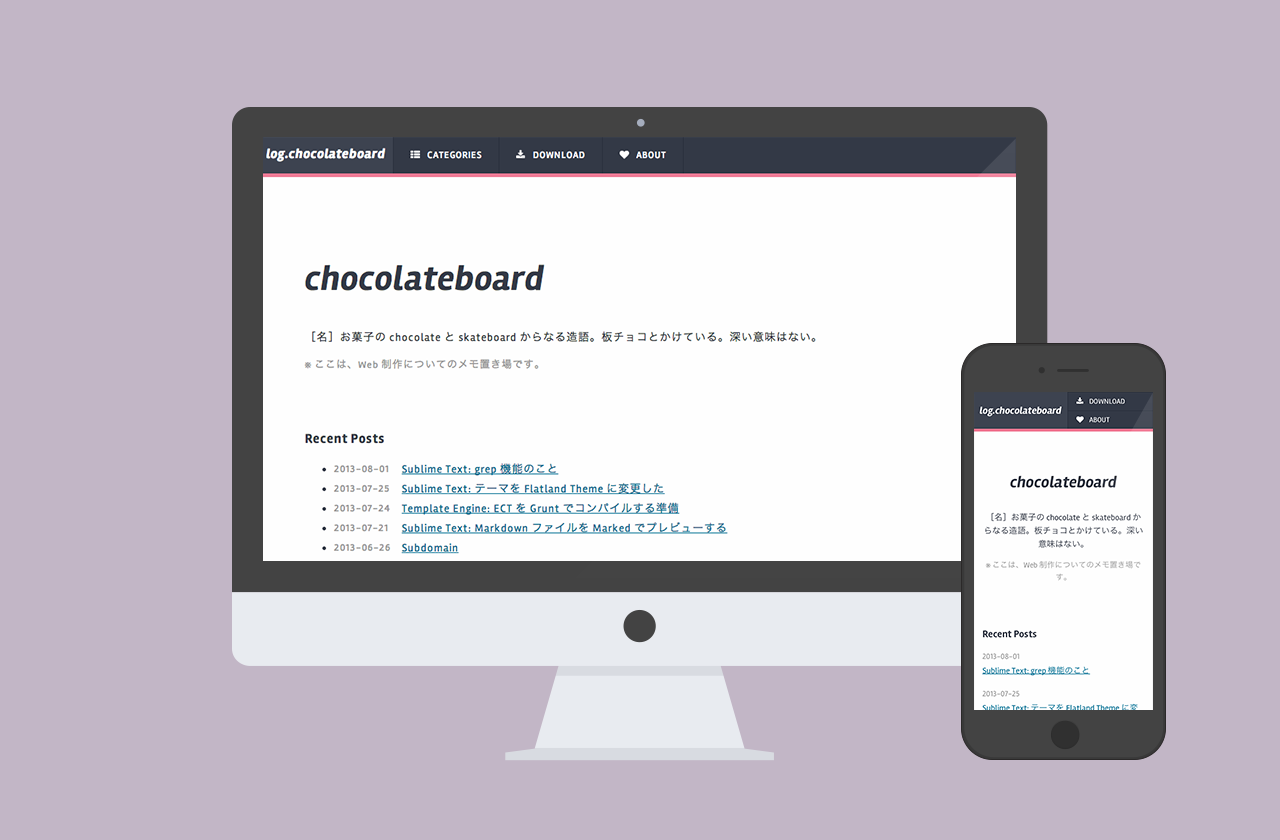 log.chocolateboard CATEGORIES DOWNLOAD ABOUT
chocolateboard
［名］お菓子の chocolate と skateboard からなる造語。板チョコとかけている。深い意味はない。
※ ここは、Web 制作についてのメモ置き場です。
Recent Posts
2013-08-01 Sublime Text: grep 機能のこと
2013-07-25 Sublime Text: テーマを Flatland Theme に変更した
2013-07-24 Template Engine: ECT を Grunt でコンパイルする準備
2013-07-21 Sublime Text: Markdown ファイルを Marked でプレビューする
2013-06-26 Subdomain
log.chocolateboard
DOWNLOAD
ABOUT
chocolateboard
［名］お菓子の chocolate と skateboard か
らなる造語。板チョコとかけている。深い
意味はない。
※ ここは、Web 制作についてのメモ置き場で
す。
Recent Posts
2013-08-01
Sublime Text: grep 機能のこと
2013-07-25
Sublime Text: テーマを Flatland Theme に変